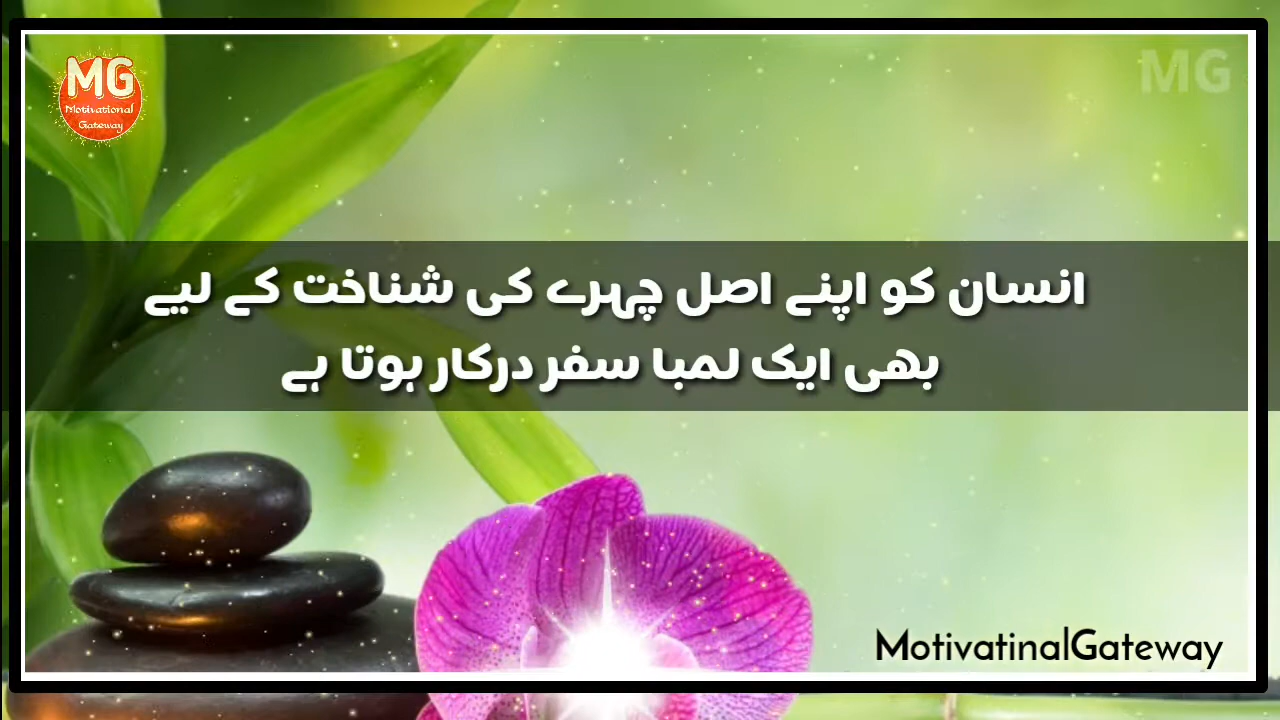 MG
Motivational
Gateway
MG
انسان کو اپنے اصل چہرے کی شناخت کے لیے
بھی ایک لمبا سفر درکار ہوتا ہے
MotivatinalGateway